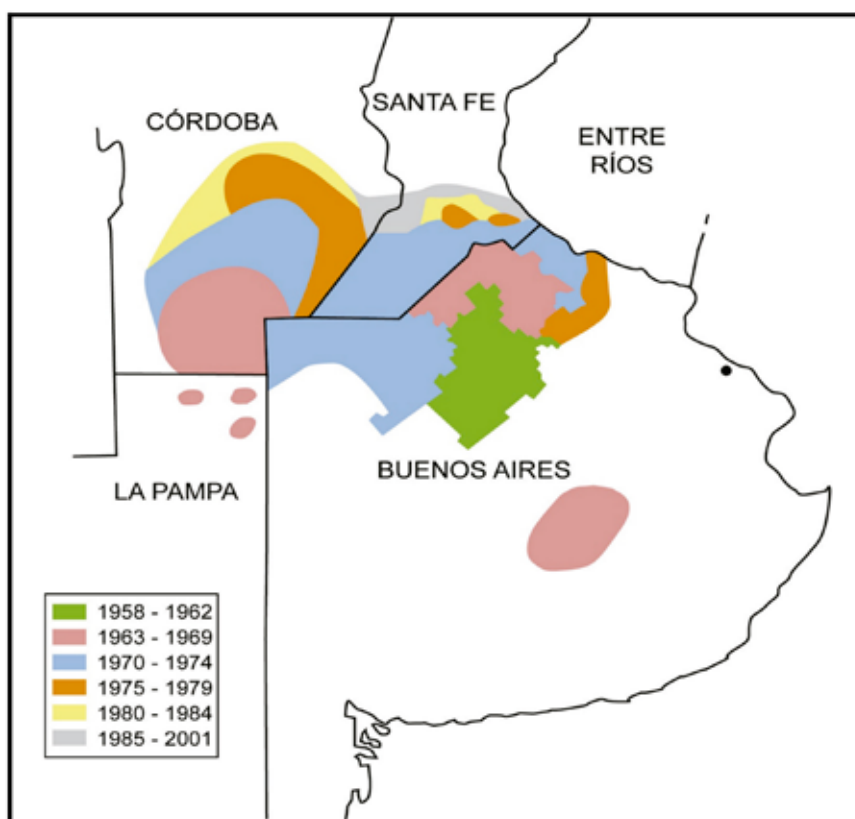 SANTA FE
CÓRDOBA
ENTRE
RÍOS
BUENOS AIRES
LA PAMPA
1958 - 1962
1963 - 1969
1970 - 1974
1975 - 1979
1980 - 1984
1985 - 2001